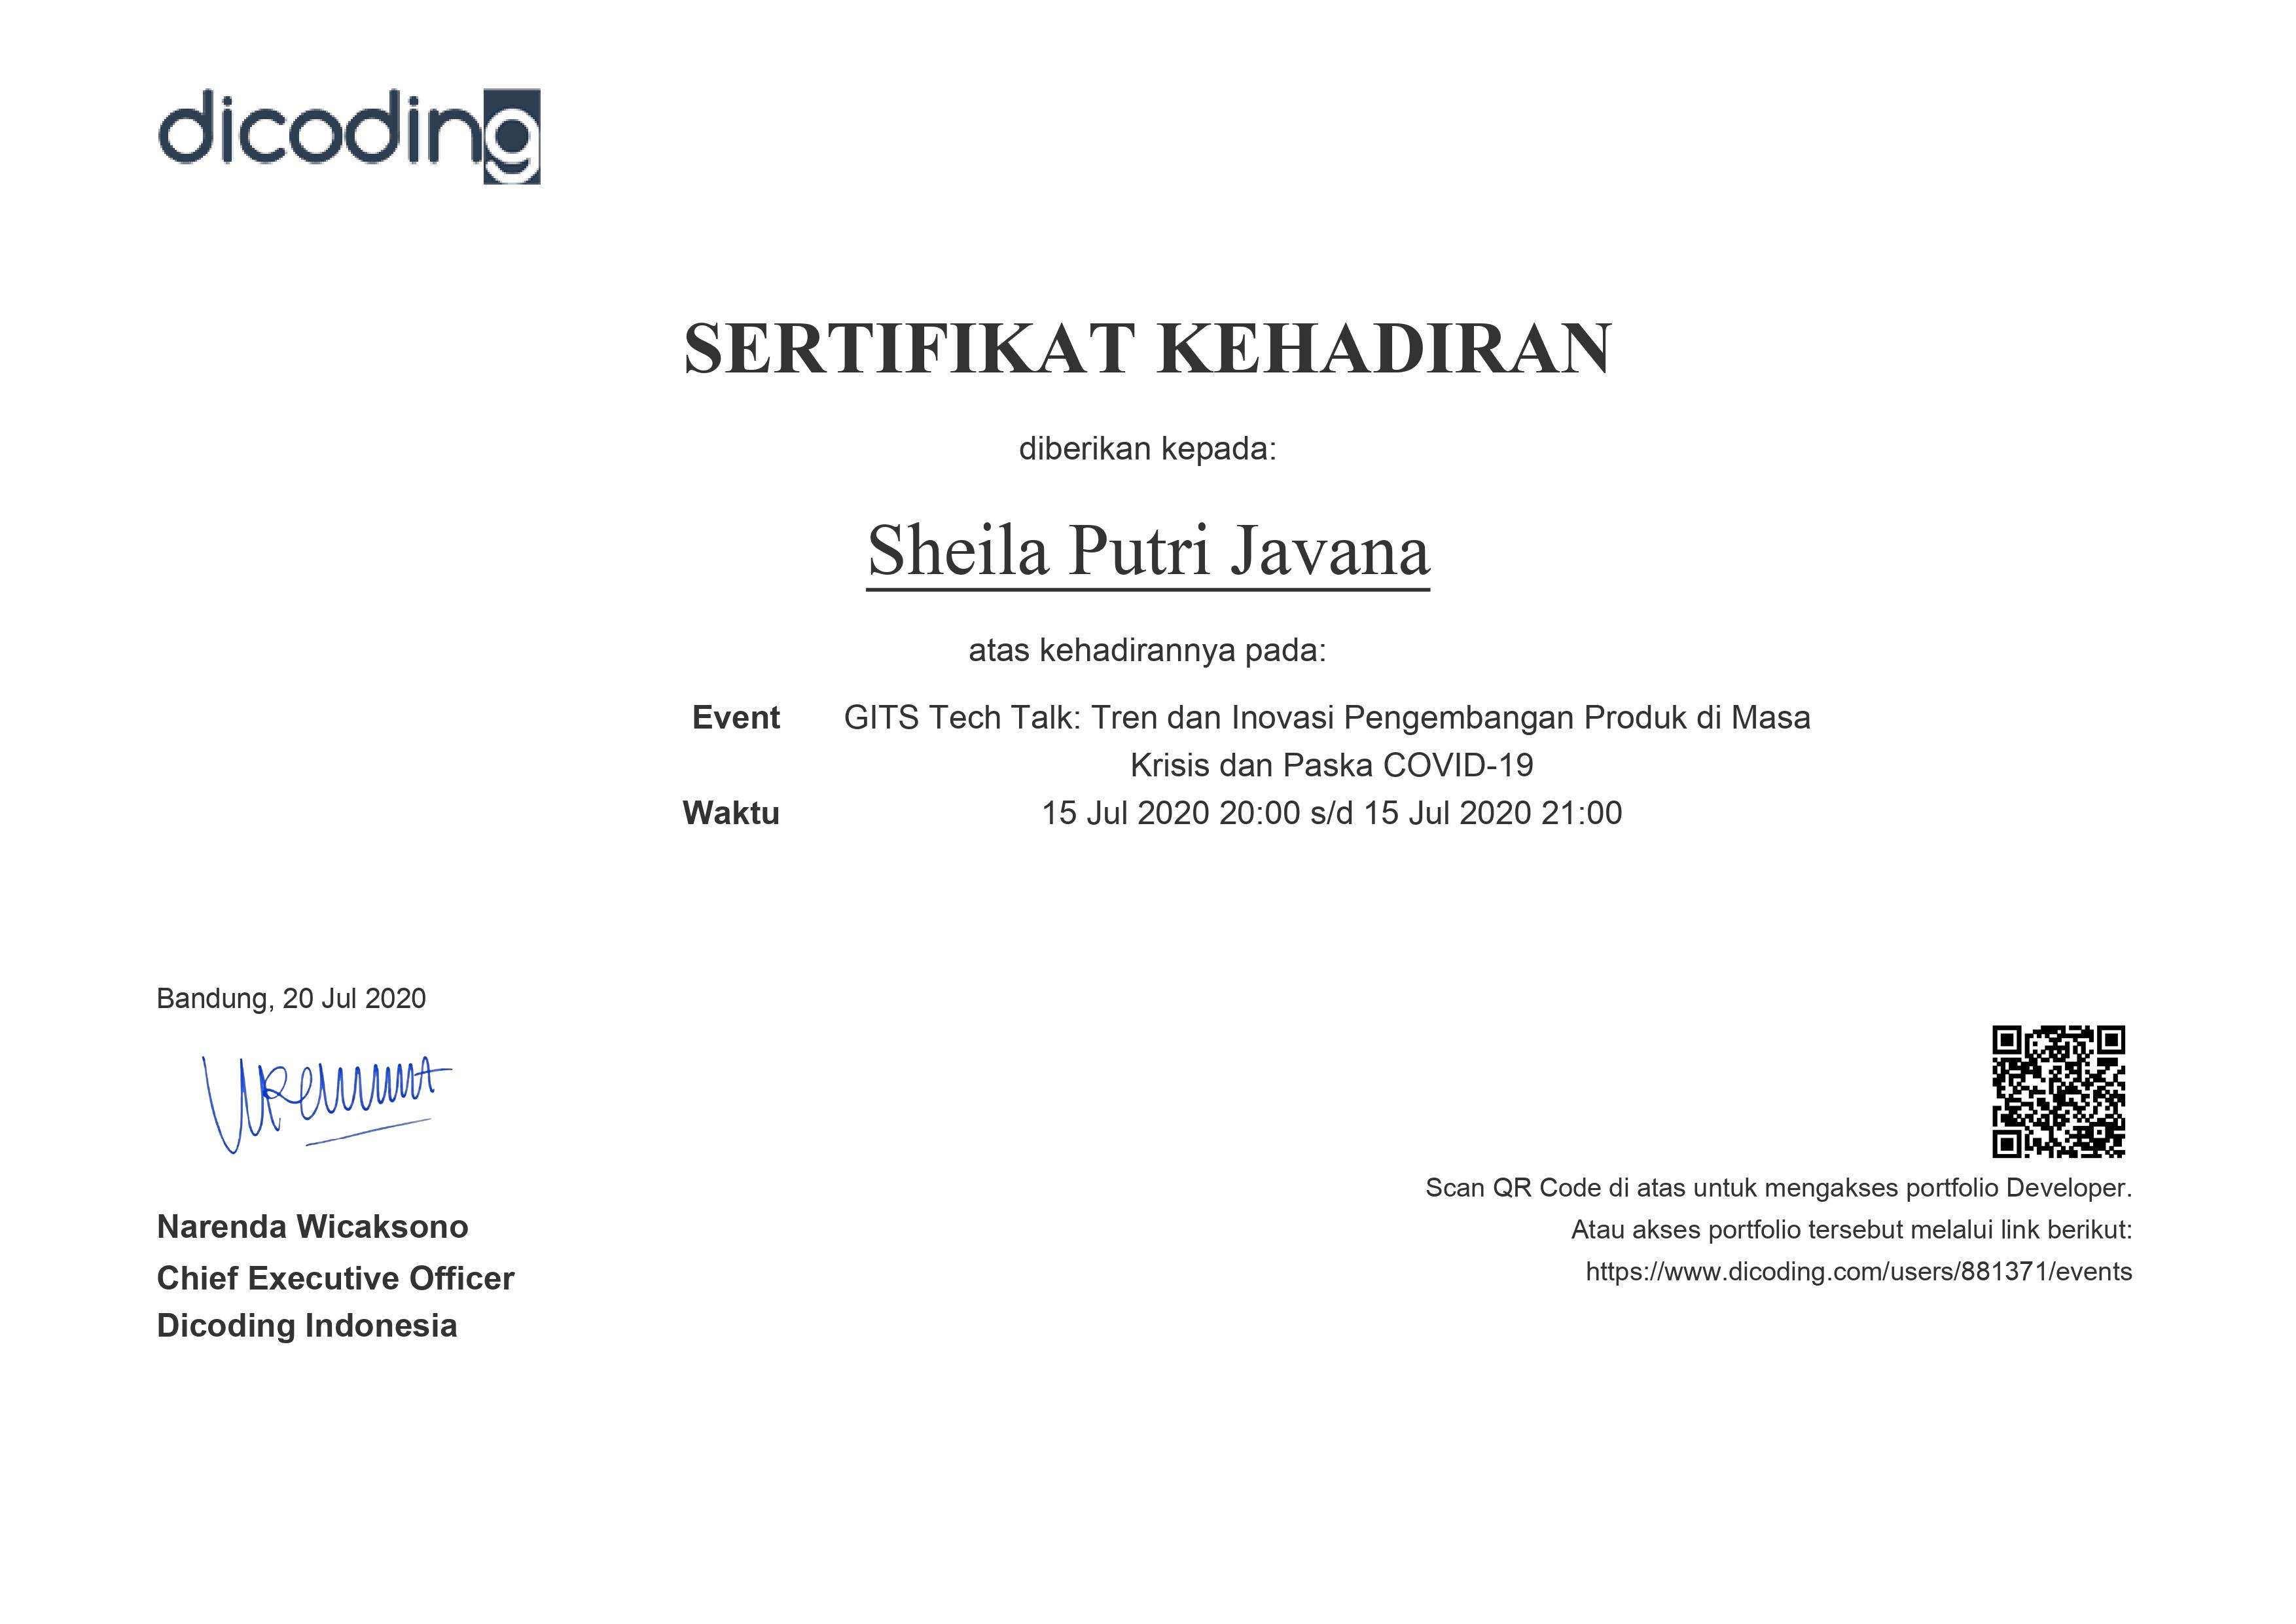 dicoding
SERTIFIKAT KEHADIRAN
diberikan kepada:
Sheila Putri Javana
atas kehadirannya pada:
Event GITS Tech Talk: Tren dan Inovasi Pengembangan Produk di Masa
Krisis dan Paska COVID-19
Waktu 15 Jul 2020 20:00 s/d 15 Jul 2020 21:00
Bandung, 20 Jul 2020
Narenda Wicaksono
Chief Executive Officer
Dicoding Indonesia
Scan QR Code di atas untuk mengakses portfolio Developer.
Atau akses portfolio tersebut melalui link berikut:
https://www.dicoding.com/users/881371/events